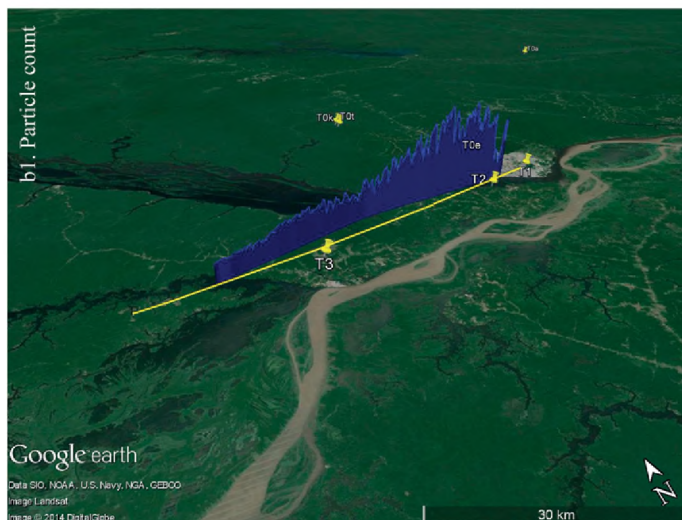 b1. Particle count
T0a
T0k T0t
T0e
T1
T2
T3
Google earth
Data SIO, NOAA, U.S. Navy, NGA, GEBCO
Image Landsat
Image © 2014 DigitalGlobe
30 km
N